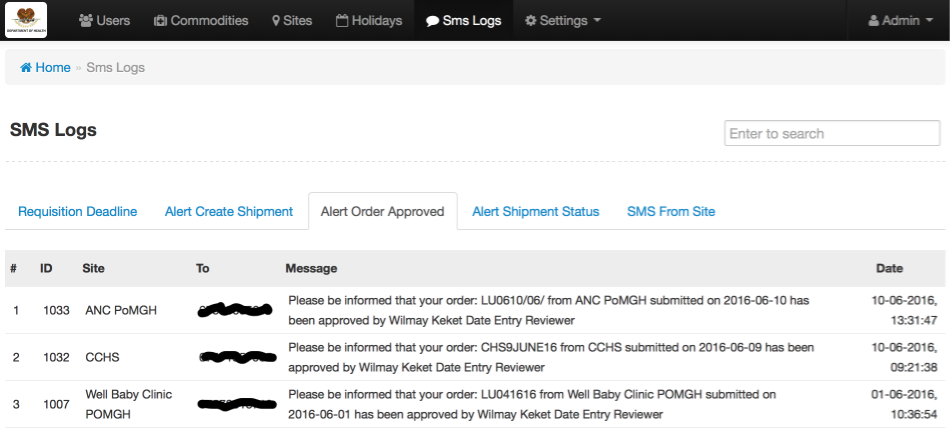 DEPARTMENT OF HEALTH
Users Commodities Sites Holidays Sms Logs Settings Admin
Home » Sms Logs
SMS Logs
Enter to search
Requisition Deadline Alert Create Shipment Alert Order Approved Alert Shipment Status SMS From Site
# ID Site To Message Date
1 1033 ANC PoMGH Please be informed that your order: LU0610/06/ from ANC PoMGH submitted on 2016-06-10 has 10-06-2016,
been approved by Wilmay Keket Date Entry Reviewer 13:31:47
2 1032 CCHS Please be informed that your order: CHS9JUNE16 from CCHS submitted on 2016-06-09 has been 10-06-2016,
approved by Wilmay Keket Date Entry Reviewer 09:21:38
3 1007 Well Baby Clinic Please be informed that your order: LU041616 from Well Baby Clinic POMGH submitted on 01-06-2016,
POMGH 2016-06-01 has been approved by Wilmay Keket Date Entry Reviewer 10:36:54